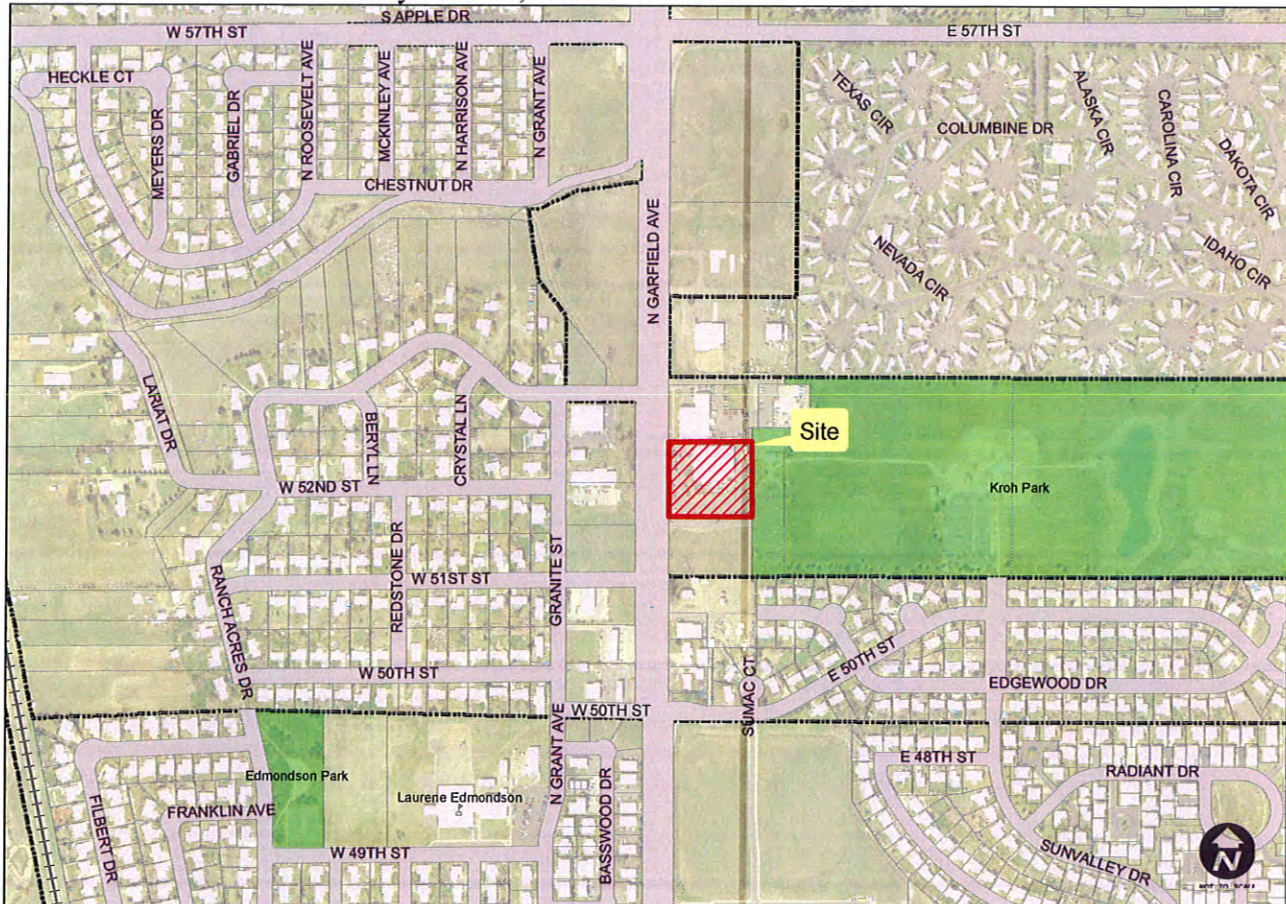 S APPLE DR
W 57TH ST
E 57TH ST
HECKLE CT
MEYERS DR
GABRIEL DR
N ROOSEVELT AVE
MCKINLEY AVE
N HARRISON AVE
N GRANT AVE
CHESTNUT DR
N GARFIELD AVE
TEXAS CIR
COLUMBINE DR
ALASKA CIR
CAROLINA CIR
DAKOTA CIR
NEVADA CIR
IDAHO CIR
LARIAT DR
BERYL LN
CRYSTAL LN
Site
W 52ND ST
Kroh Park
REDSTONE DR
GRANITE ST
W 51ST ST
RANCH ACRES DR
W 50TH ST
E 50TH ST
EDGEWOOD DR
SUMAC CT
W 50TH ST
N GRANT AVE
E 48TH ST
RADIANT DR
Edmondson Park
Laurene Edmondson
BASSWOOD DR
FILBERT DR
FRANKLIN AVE
W 49TH ST
SUNVALLEY DR
N